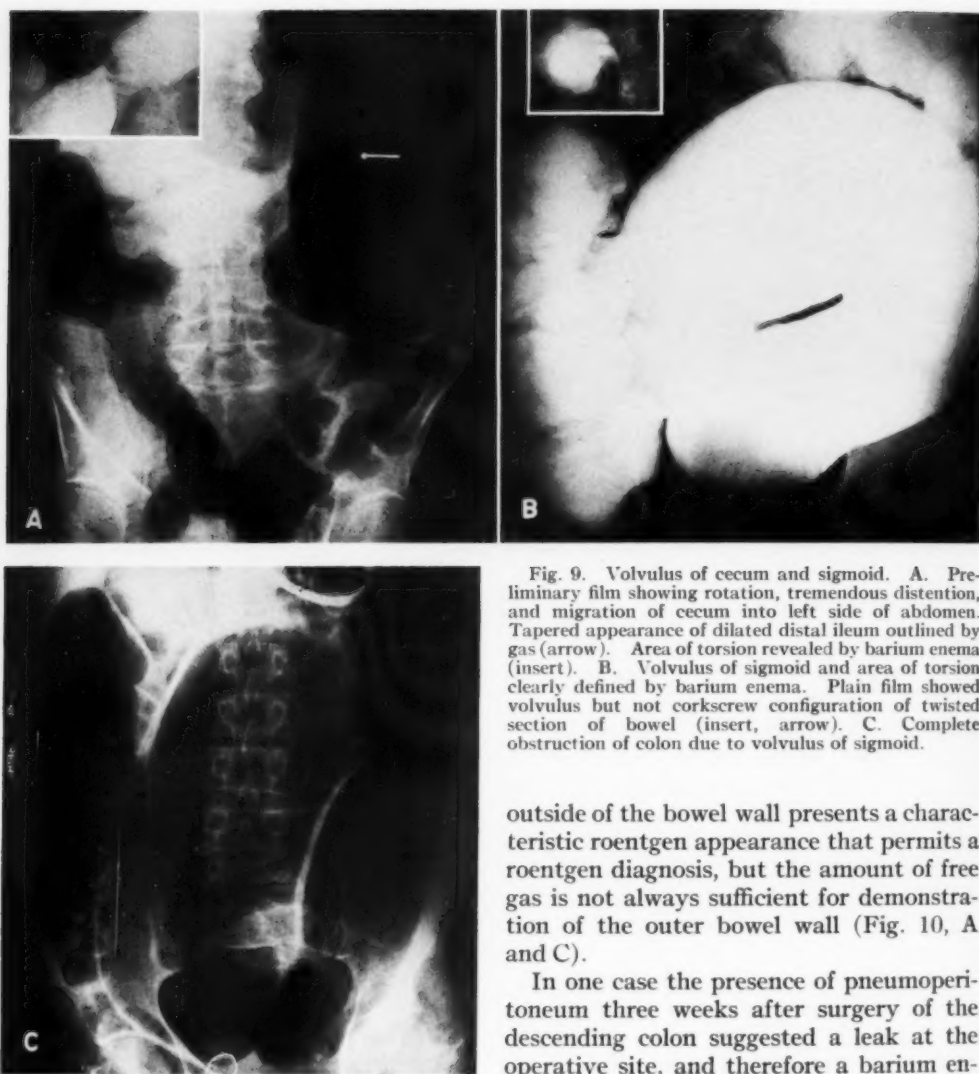 A
B
C
Fig. 9. Volvulus of cecum and sigmoid. A. Pre-
liminary film showing rotation, tremendous distention,
and migration of cecum into left side of abdomen.
Tapered appearance of dilated distal ileum outlined by
gas (arrow). Area of torsion revealed by barium enema
(insert). B. Volvulus of sigmoid and area of torsion
clearly defined by barium enema. Plain film showed
volvulus but not corkscrew configuration of twisted
section of bowel (insert, arrow). C. Complete
obstruction of colon due to volvulus of sigmoid.
outside of the bowel wall presents a charac-
teristic roentgen appearance that permits a
roentgen diagnosis, but the amount of free
gas is not always sufficient for demonstra-
tion of the outer bowel wall (Fig. 10, A
and C).
In one case the presence of pneumoperi-
toneum three weeks after surgery of the
descending colon suggested a leak at the
operative site, and therefore a barium en-